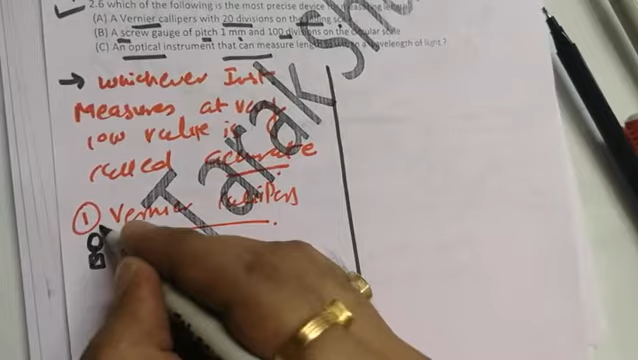 2.6 which of the following is the most precise device for measuring length
(A) A Vernier callipers with 20 divisions on the sliding scale
(B) A screw gauge of pitch 1 mm and 100 divisions on the circular scale
(C) An optical instrument that can measure length to within a wavelength of light ?
→ whichever Inst
Measures at very
low value is
called accurate
① Vernier callipers
Tarak